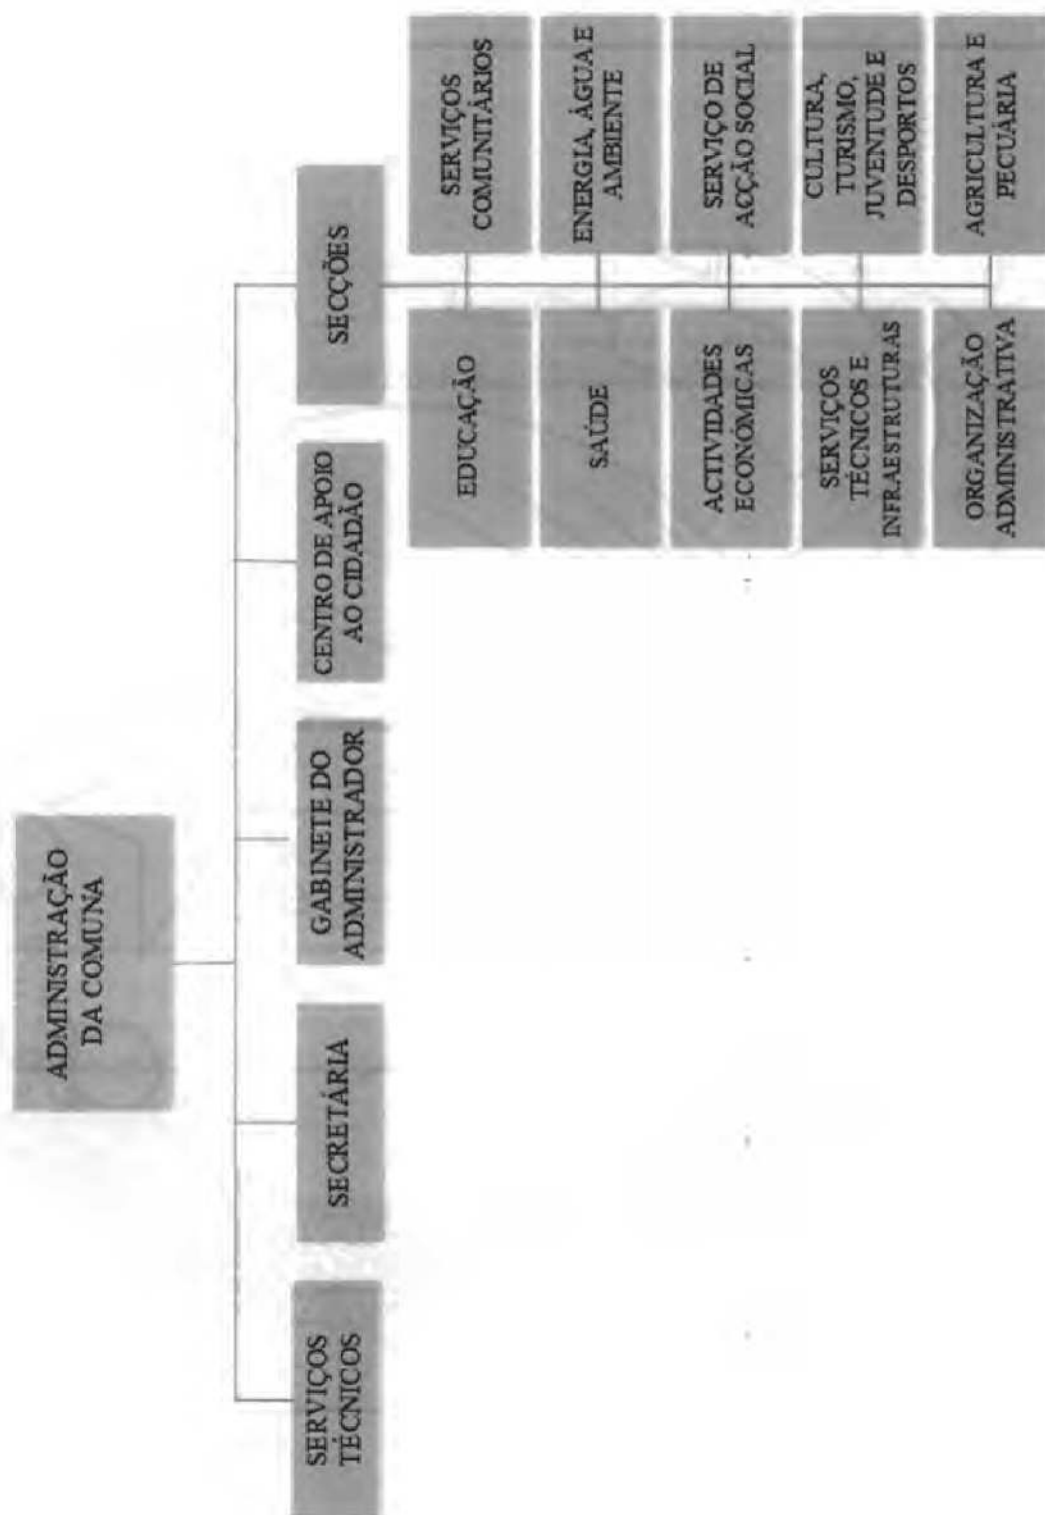 ADMINISTRAÇÃO
DA COMUNA
SERVIÇOS
TÉCNICOS
SECRETÁRIA
GABINETE DO
ADMINISTRADOR
CENTRO DE APOIO
AO CIDADÃO
SECÇÕES
EDUCAÇÃO
SERVIÇOS
COMUNITÁRIOS
SAÚDE
ENERGIA, ÁGUA E
AMBIENTE
ACTIVIDADES
ECONÓMICAS
SERVIÇO DE
ACÇÃO SOCIAL
SERVIÇOS
TÉCNICOS E
INFRAESTRUTURAS
CULTURA,
TURISMO,
JUVENTUDE E
DESPORTOS
ORGANIZAÇÃO
ADMINISTRATIVA
AGRICULTURA E
PECUÁRIA